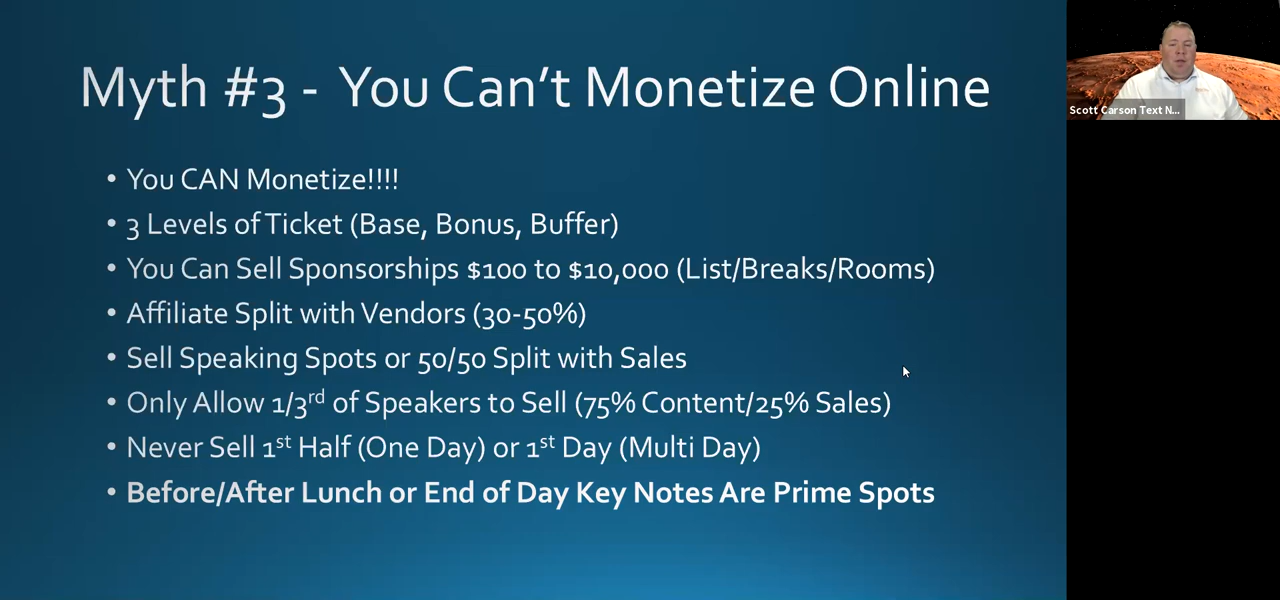 Myth #3 - You Can't Monetize Online
• You CAN Monetize!!!!
• 3 Levels of Ticket (Base, Bonus, Buffer)
• You Can Sell Sponsorships $100 to $10,000 (List/Breaks/Rooms)
• Affiliate Split with Vendors (30-50%)
• Sell Speaking Spots or 50/50 Split with Sales
• Only Allow 1/3rd of Speakers to Sell (75% Content/25% Sales)
• Never Sell 1st Half (One Day) or 1st Day (Multi Day)
• Before/After Lunch or End of Day Key Notes Are Prime Spots
Scott Carson Text N...